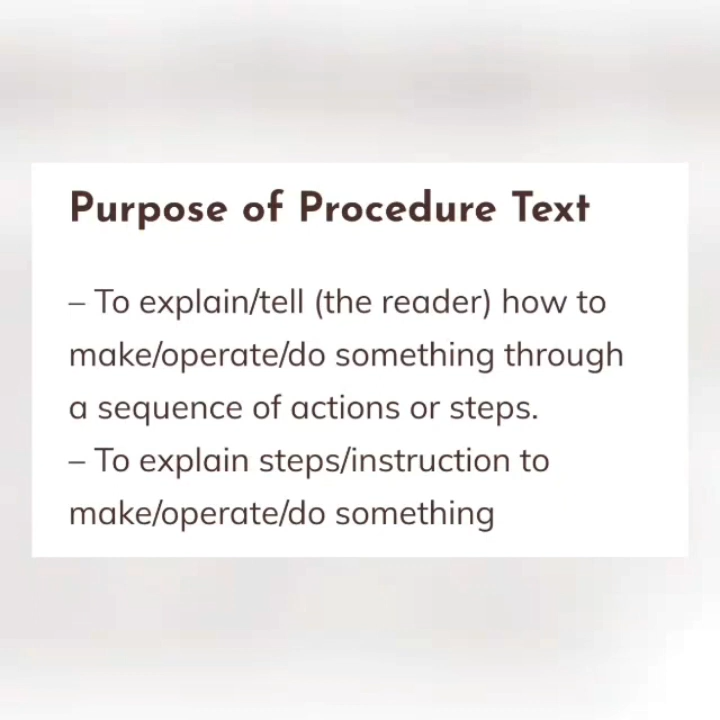 Purpose of Procedure Text
– To explain/tell (the reader) how to
make/operate/do something through
a sequence of actions or steps.
– To explain steps/instruction to
make/operate/do something